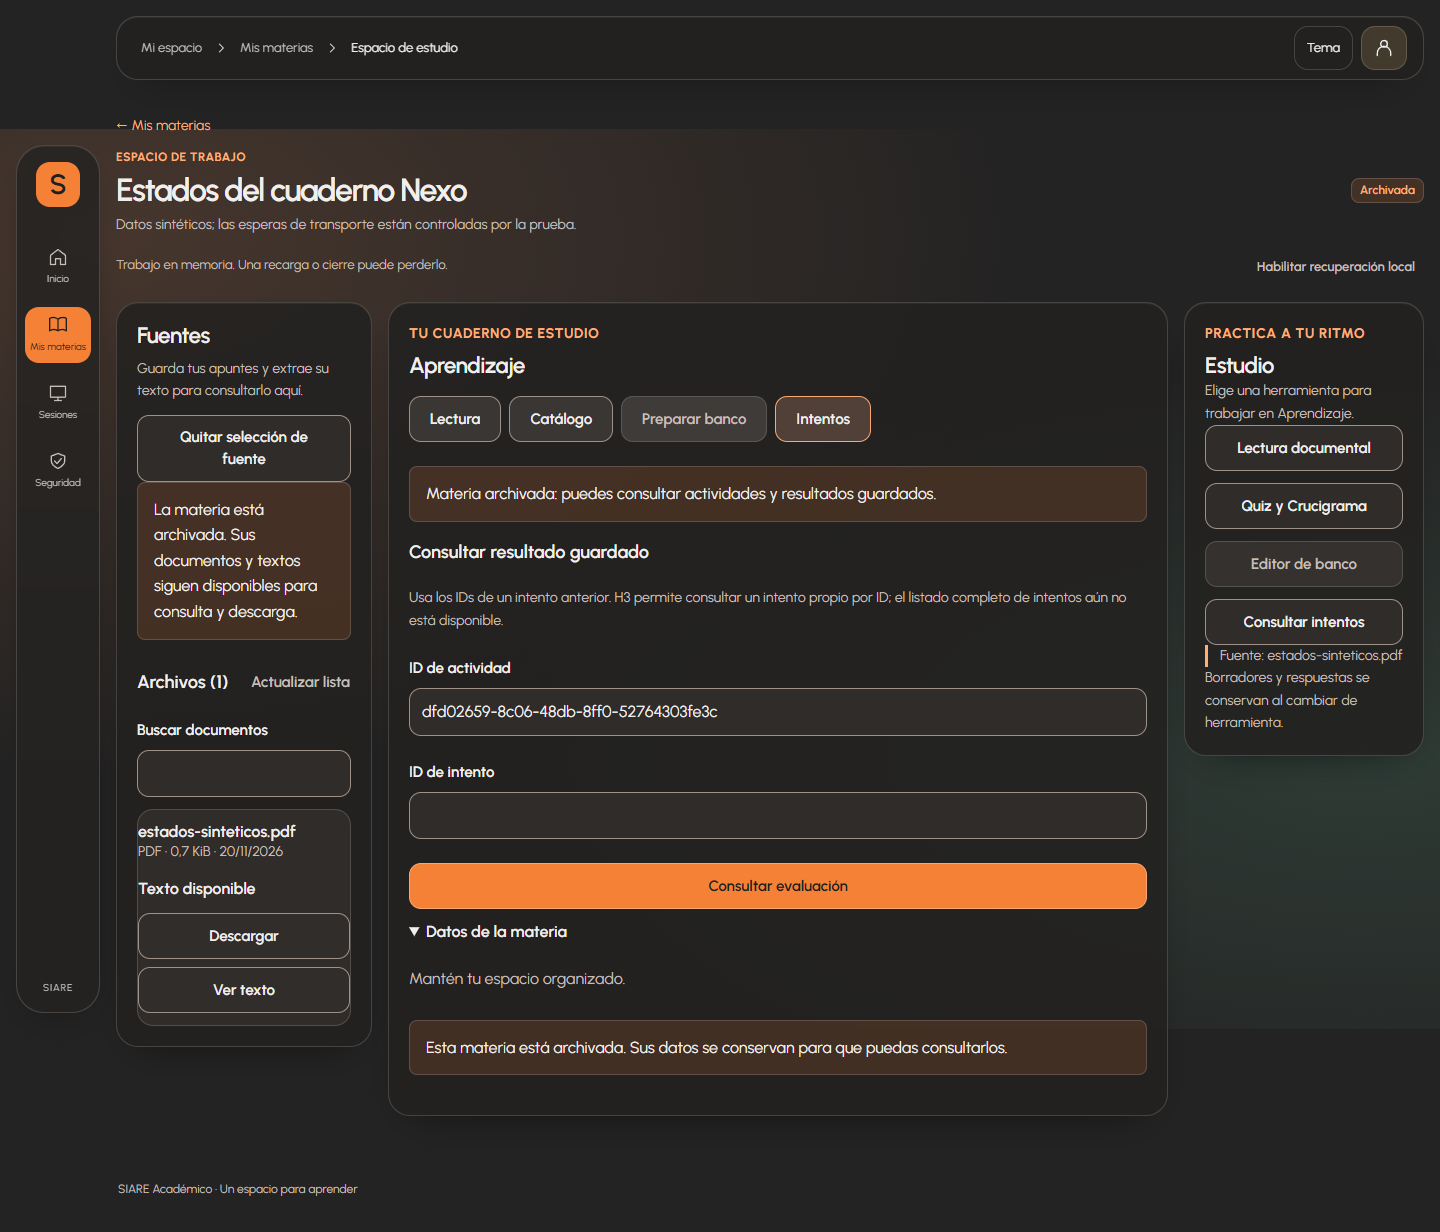 Mi espacio > Mis materias > Espacio de estudio
Tema
← Mis materias
ESPACIO DE TRABAJO
Estados del cuaderno Nexo
Archivada
Datos sintéticos; las esperas de transporte están controladas por la prueba.
Trabajo en memoria. Una recarga o cierre puede perderlo.
Habilitar recuperación local
S
Inicio
Mis materias
Sesiones
Seguridad
SIARE
Fuentes
Guarda tus apuntes y extrae su
texto para consultarlo aquí.
Quitar selección de
fuente
La materia está
archivada. Sus
documentos y textos
siguen disponibles para
consulta y descarga.
Archivos (1)
Actualizar lista
Buscar documentos
estados-sinteticos.pdf
PDF · 0,7 KiB · 20/11/2026
Texto disponible
Descargar
Ver texto
TU CUADERNO DE ESTUDIO
Aprendizaje
Lectura
Catálogo
Preparar banco
Intentos
Materia archivada: puedes consultar actividades y resultados guardados.
Consultar resultado guardado
Usa los IDs de un intento anterior. H3 permite consultar un intento propio por ID; el listado completo de intentos aún no
está disponible.
ID de actividad
dfd02659-8c06-48db-8ff0-52764303fe3c
ID de intento
Consultar evaluación
▼ Datos de la materia
Mantén tu espacio organizado.
Esta materia está archivada. Sus datos se conservan para que puedas consultarlos.
PRACTICA A TU RITMO
Estudio
Elige una herramienta para
trabajar en Aprendizaje.
Lectura documental
Quiz y Crucigrama
Editor de banco
Consultar intentos
Fuente: estados-sinteticos.pdf
Borradores y respuestas se
conservan al cambiar de
herramienta.
SIARE Académico · Un espacio para aprender